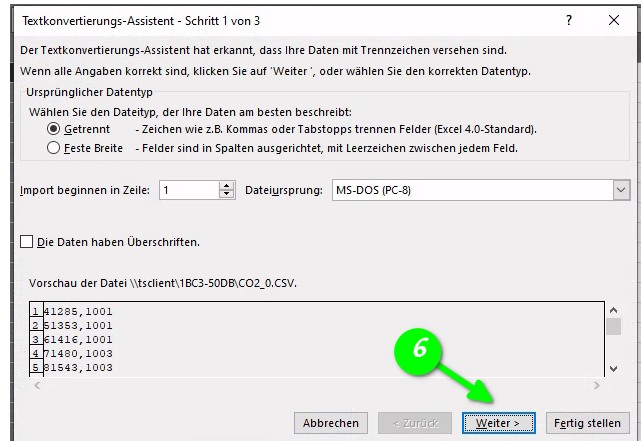 Textkonvertierungs-Assistent - Schritt 1 von 3 ? ×
Der Textkonvertierungs-Assistent hat erkannt, dass Ihre Daten mit Trennzeichen versehen sind.
Wenn alle Angaben korrekt sind, klicken Sie auf 'Weiter ', oder wählen Sie den korrekten Datentyp.
Ursprünglicher Datentyp
Wählen Sie den Dateityp, der Ihre Daten am besten beschreibt:
Getrennt - Zeichen wie z.B. Kommas oder Tabstopps trennen Felder (Excel 4.0-Standard).
Feste Breite - Felder sind in Spalten ausgerichtet, mit Leerzeichen zwischen jedem Feld.
Import beginnen in Zeile: 1 Dateiursprung: MS-DOS (PC-8)
Die Daten haben Überschriften.
Vorschau der Datei \\tsclient\1BC3-50DB\CO2_0.CSV.
1 41285,1001
2 51353,1001
3 61416,1001
4 71480,1003
5 81543,1003
6
Abbrechen < Zurück Weiter > Fertig stellen